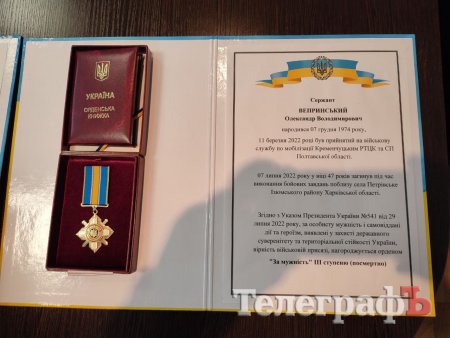 УКРАЇНА
ОРДЕНСЬКА
КНИЖКА
Сержант
ВЕПРИНСЬКИЙ
Олександр Володимирович
народився 07 грудня 1974 року,
11 березня 2022 році був прийнятий на військову
службу по мобілізації Кременчуцьким РТЦК та СП
Полтавської області.
07 липня 2022 року у віці 47 років загинув під час
виконання бойових завдань поблизу села Петрівське
Ізюмського району Харківської області.
Згідно з Указом Президента України №541 від 29
липня 2022 року, за особисту мужність і самовіддані
дії та героїзм, виявлені у захисті державного
суверенітету та територіальної стійкості України,
вірність військовій присязі, нагороджується орденом
"За мужність" ІІІ ступеню (посмертно)
ТелеграфЪ